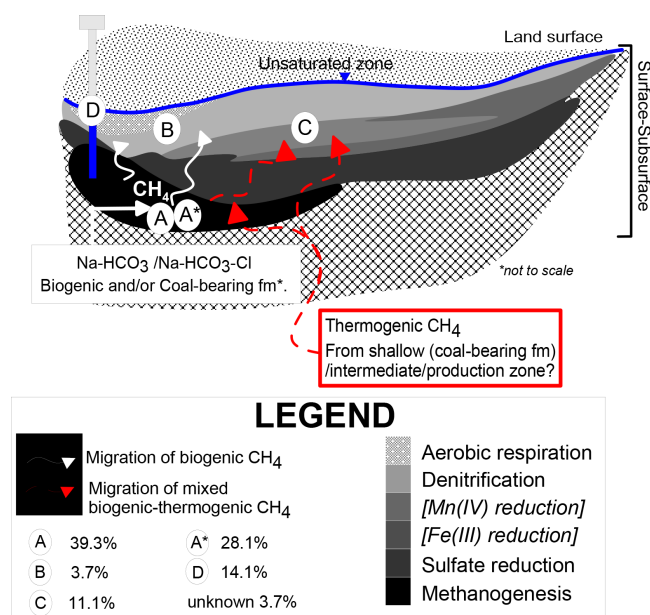 Land surface
Unsaturated zone
Surface-Subsurface
D
B
C
CH4
A
A*
Na-HCO3 /Na-HCO3-Cl
Biogenic and/or Coal-bearing fm*.
*not to scale
Thermogenic CH4
From shallow (coal-bearing fm)
/intermediate/production zone?
LEGEND
Migration of biogenic CH4
Migration of mixed
biogenic-thermogenic CH4
A 39.3% A* 28.1%
B 3.7% D 14.1%
C 11.1% unknown 3.7%
Aerobic respiration
Denitrification
[Mn(IV) reduction]
[Fe(III) reduction]
Sulfate reduction
Methanogenesis